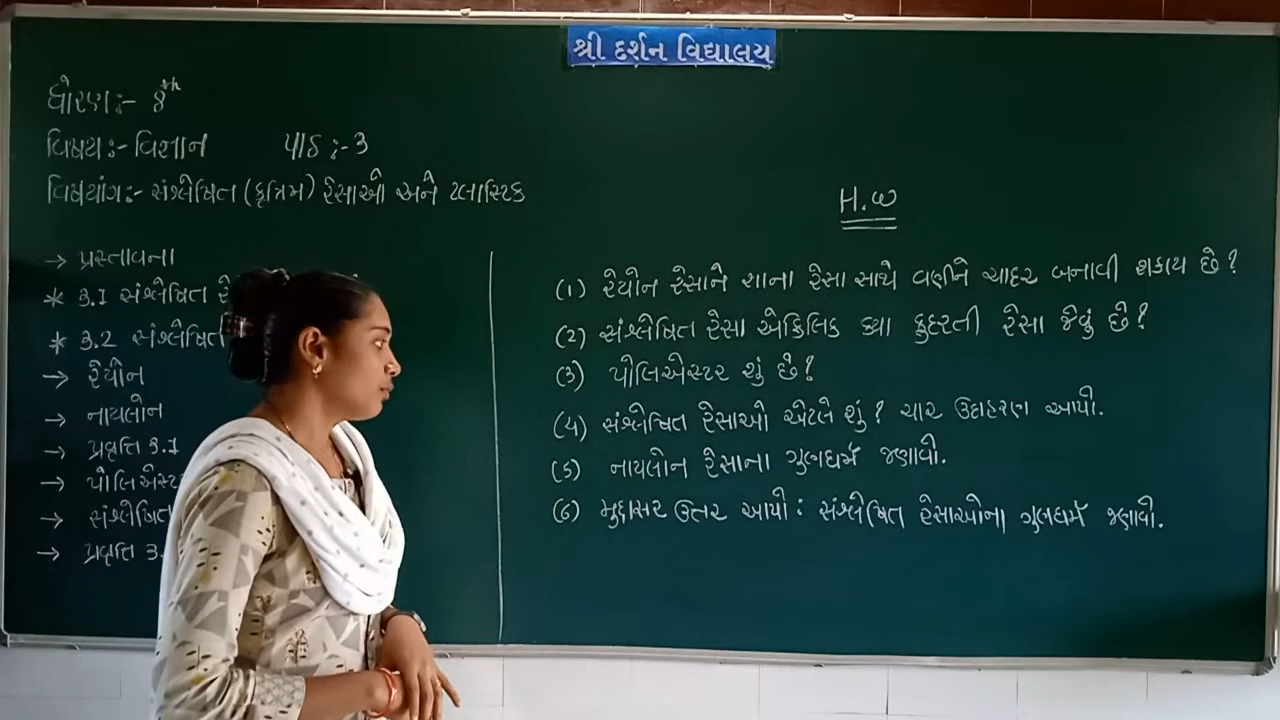 શ્રી દર્શન વિદ્યાલય
ધોરણ:- 8th
વિષય:- વિજ્ઞાન પાઠ :- 3
વિષયાંગ:- સંશ્લેષિત (કૃત્રિમ) રેસાઓ અને પ્લાસ્ટિક
→ પ્રસ્તાવના
* 3.1 સંશ્લેષિત
* 3.2 સંશ્લેષિત
→ રેયોન
→ નાયલોન
→ પ્રવૃત્તિ 3.1
→ પોલિએસ્ટ
→ સંશ્લેષિત
→ પ્રવૃત્તિ 3.
H.W
(1) રેયોન રેસાને શાના રેસા સાથે વણીને ચાદર બનાવી શકાય છે?
(2) સંશ્લેષિત રેસા એક્રિલિક ક્યા કુદરતી રેસા જેવું છે?
(3) પોલિએસ્ટર શું છે?
(4) સંશ્લેષિત રેસાઓ એટલે શું? ચાર ઉદાહરણ આપો.
(5) નાયલોન રેસાના ગુણધર્મ જણાવો.
(6) મુદ્દાસર ઉત્તર આપો : સંશ્લેષિત રેસાઓના ગુણધર્મ જણાવો.